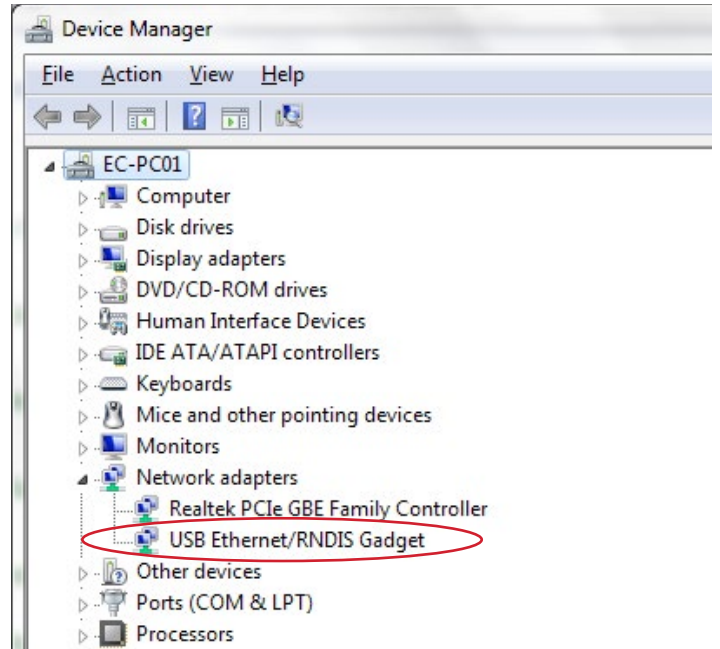 Device Manager
File Action View Help
EC-PC01
Computer
Disk drives
Display adapters
DVD/CD-ROM drives
Human Interface Devices
IDE ATA/ATAPI controllers
Keyboards
Mice and other pointing devices
Monitors
Network adapters
Realtek PCIe GBE Family Controller
USB Ethernet/RNDIS Gadget
Other devices
Ports (COM & LPT)
Processors